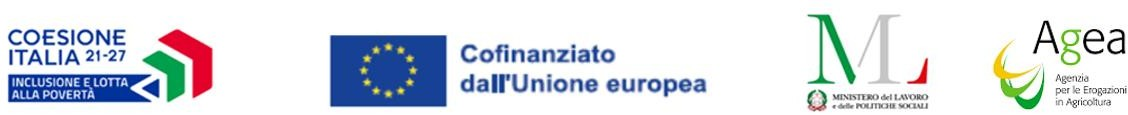 COESIONE
ITALIA 21-27
INCLUSIONE E LOTTA
ALLA POVERTÀ
Cofinanziato
dall'Unione europea
ML
MINISTERO del LAVORO
e delle POLITICHE SOCIALI
Agea
Agenzia
per le Erogazioni
in Agricoltura